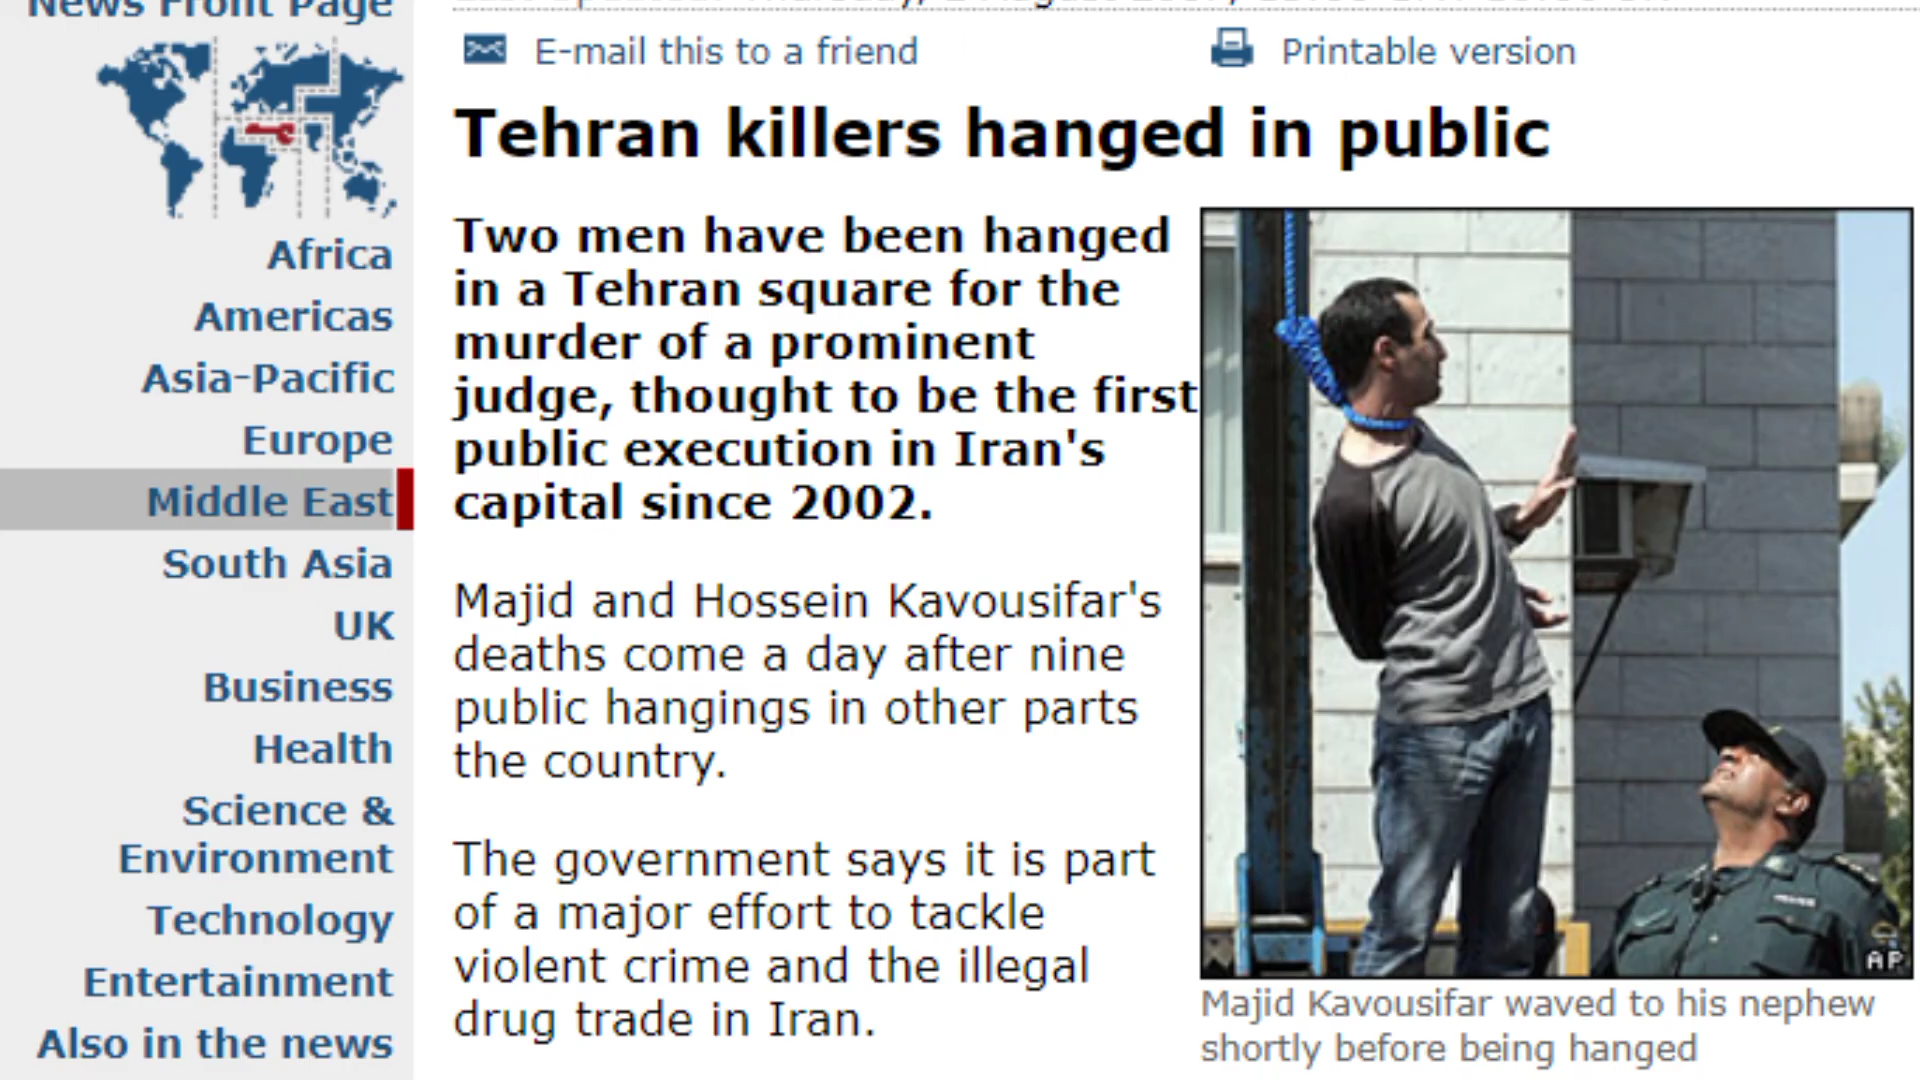 News Front Page
Africa
Americas
Asia-Pacific
Europe
Middle East
South Asia
UK
Business
Health
Science &
Environment
Technology
Entertainment
Also in the news
E-mail this to a friend
Printable version
Tehran killers hanged in public
Two men have been hanged
in a Tehran square for the
murder of a prominent
judge, thought to be the first
public execution in Iran's
capital since 2002.
Majid and Hossein Kavousifar's
deaths come a day after nine
public hangings in other parts
the country.
The government says it is part
of a major effort to tackle
violent crime and the illegal
drug trade in Iran.
AP
Majid Kavousifar waved to his nephew
shortly before being hanged